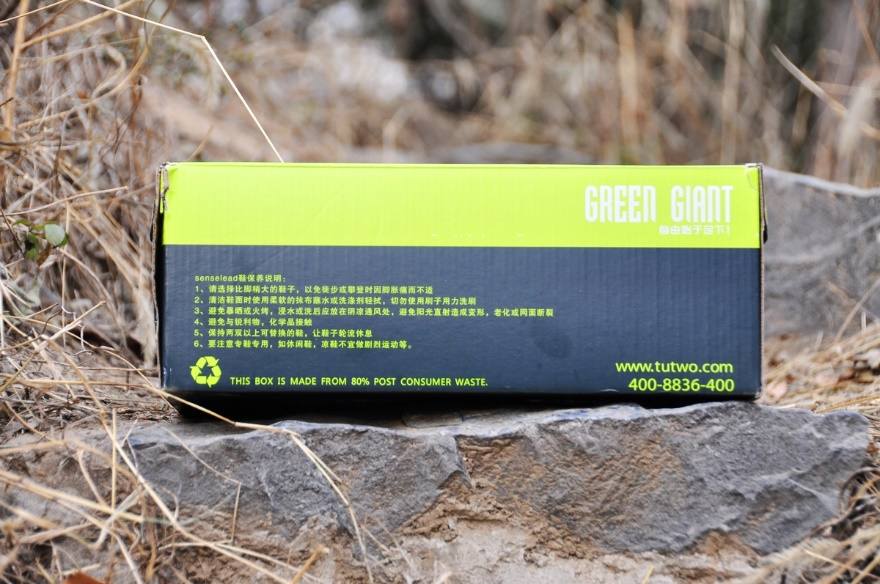 GREEN GIANT
自由始于足下!
senselead鞋保养说明:
1、请选择比脚稍大的鞋子，以免徒步或攀登时因脚胀痛而不适
2、清洁鞋面时使用柔软的抹布蘸水或洗涤剂轻拭，切勿使用刷子用力洗刷
3、避免暴晒或火烤，浸水或洗后应放在阴凉通风处，避免阳光直射造成变形，老化或网面断裂
4、避免与锐利物，化学品接触
5、保持两双以上可替换的鞋，让鞋子轮流休息
6、要注意专鞋专用，如休闲鞋，凉鞋不宜做剧烈运动等。
THIS BOX IS MADE FROM 80% POST CONSUMER WASTE.
www.tutwo.com
400-8836-400